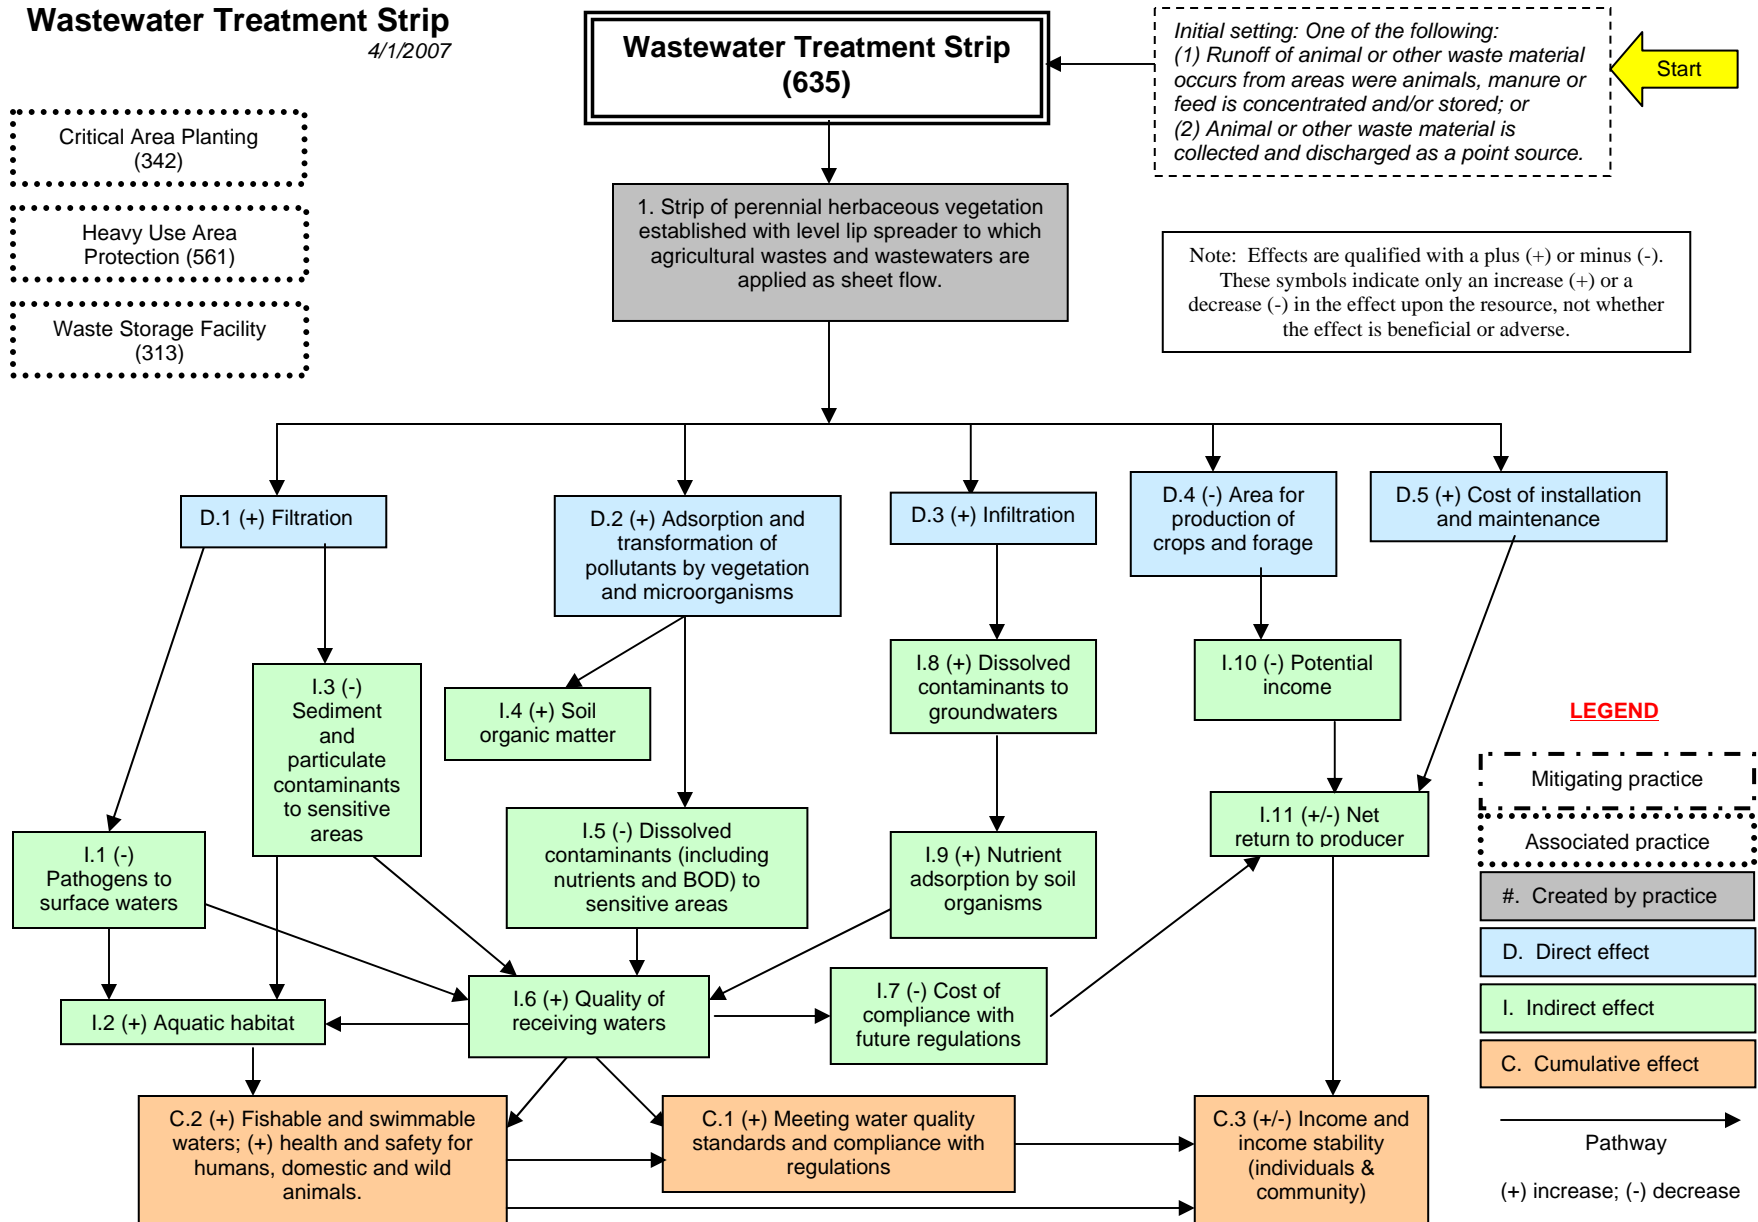 Wastewater Treatment Strip
4/1/2007
Wastewater Treatment Strip
(635)
Initial setting: One of the following:
(1) Runoff of animal or other waste material
occurs from areas were animals, manure or
feed is concentrated and/or stored; or
(2) Animal or other waste material is
collected and discharged as a point source.
Start
Critical Area Planting
(342)
Heavy Use Area
Protection (561)
Waste Storage Facility
(313)
1. Strip of perennial herbaceous vegetation
established with level lip spreader to which
agricultural wastes and wastewaters are
applied as sheet flow.
Note: Effects are qualified with a plus (+) or minus (-).
These symbols indicate only an increase (+) or a
decrease (-) in the effect upon the resource, not whether
the effect is beneficial or adverse.
D.1 (+) Filtration
D.2 (+) Adsorption and
transformation of
pollutants by vegetation
and microorganisms
D.3 (+) Infiltration
D.4 (-) Area for
production of
crops and forage
D.5 (+) Cost of installation
and maintenance
I.3 (-)
Sediment
and
particulate
contaminants
to sensitive
areas
I.4 (+) Soil
organic matter
I.8 (+) Dissolved
contaminants to
groundwaters
I.10 (-) Potential
income
I.1 (-)
Pathogens to
surface waters
I.5 (-) Dissolved
contaminants (including
nutrients and BOD) to
sensitive areas
I.9 (+) Nutrient
adsorption by soil
organisms
I.11 (+/-) Net
return to producer
I.2 (+) Aquatic habitat
I.6 (+) Quality of
receiving waters
I.7 (-) Cost of
compliance with
future regulations
C.2 (+) Fishable and swimmable
waters; (+) health and safety for
humans, domestic and wild
animals.
C.1 (+) Meeting water quality
standards and compliance with
regulations
C.3 (+/-) Income and
income stability
(individuals &
community)
LEGEND
Mitigating practice
Associated practice
#. Created by practice
D. Direct effect
I. Indirect effect
C. Cumulative effect
Pathway
(+) increase; (-) decrease